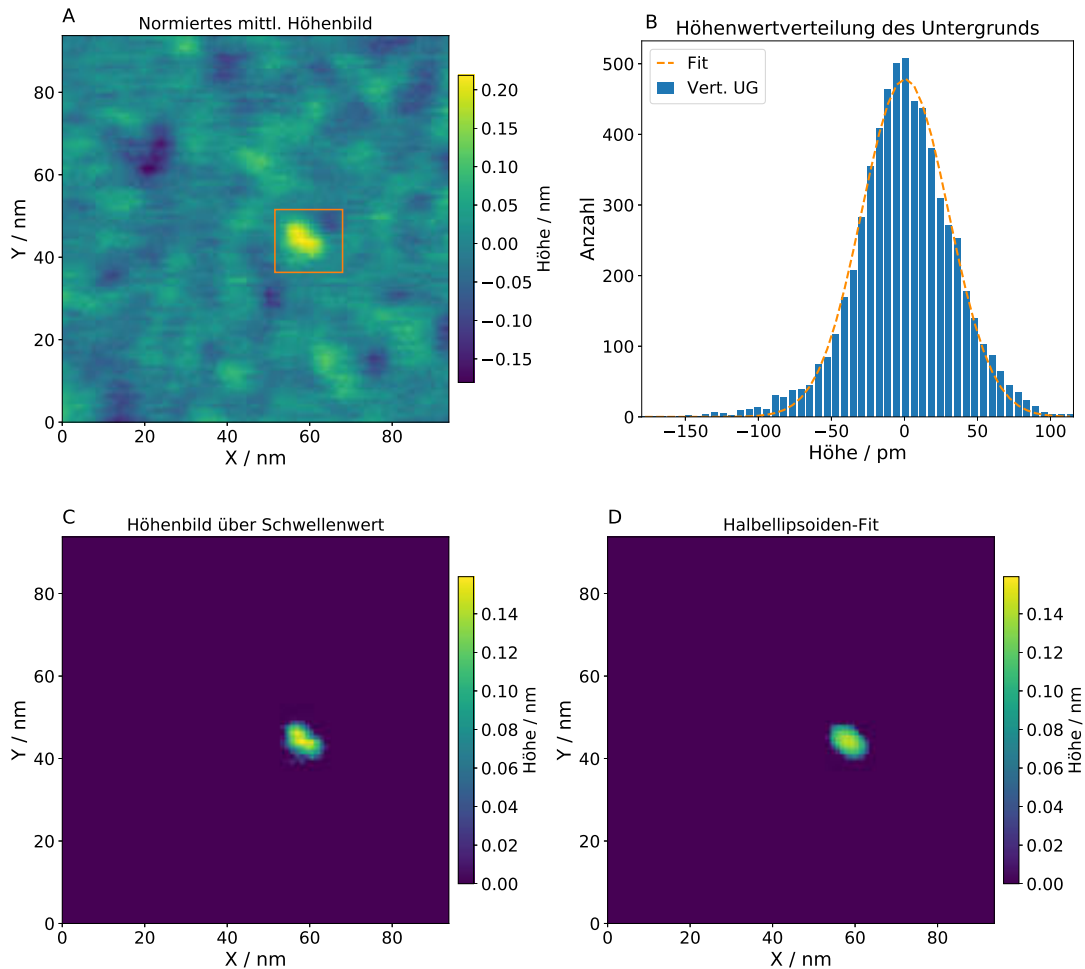 A
Normiertes mittl. Höhenbild
Y / nm
80
60
40
20
0
0 20 40 60 80
X / nm
0.20
0.15
0.10
0.05
0.00
−0.05
−0.10
−0.15
Höhe / nm
B
Höhenwertverteilung des Untergrunds
Fit
Vert. UG
Anzahl
500
400
300
200
100
0
−150 −100 −50 0 50 100
Höhe / pm
C
Höhenbild über Schwellenwert
Y / nm
80
60
40
20
0
0 20 40 60 80
X / nm
0.14
0.12
0.10
0.08
0.06
0.04
0.02
0.00
Höhe / nm
D
Halbellipsoiden-Fit
Y / nm
80
60
40
20
0
0 20 40 60 80
X / nm
0.14
0.12
0.10
0.08
0.06
0.04
0.02
0.00
Höhe / nm